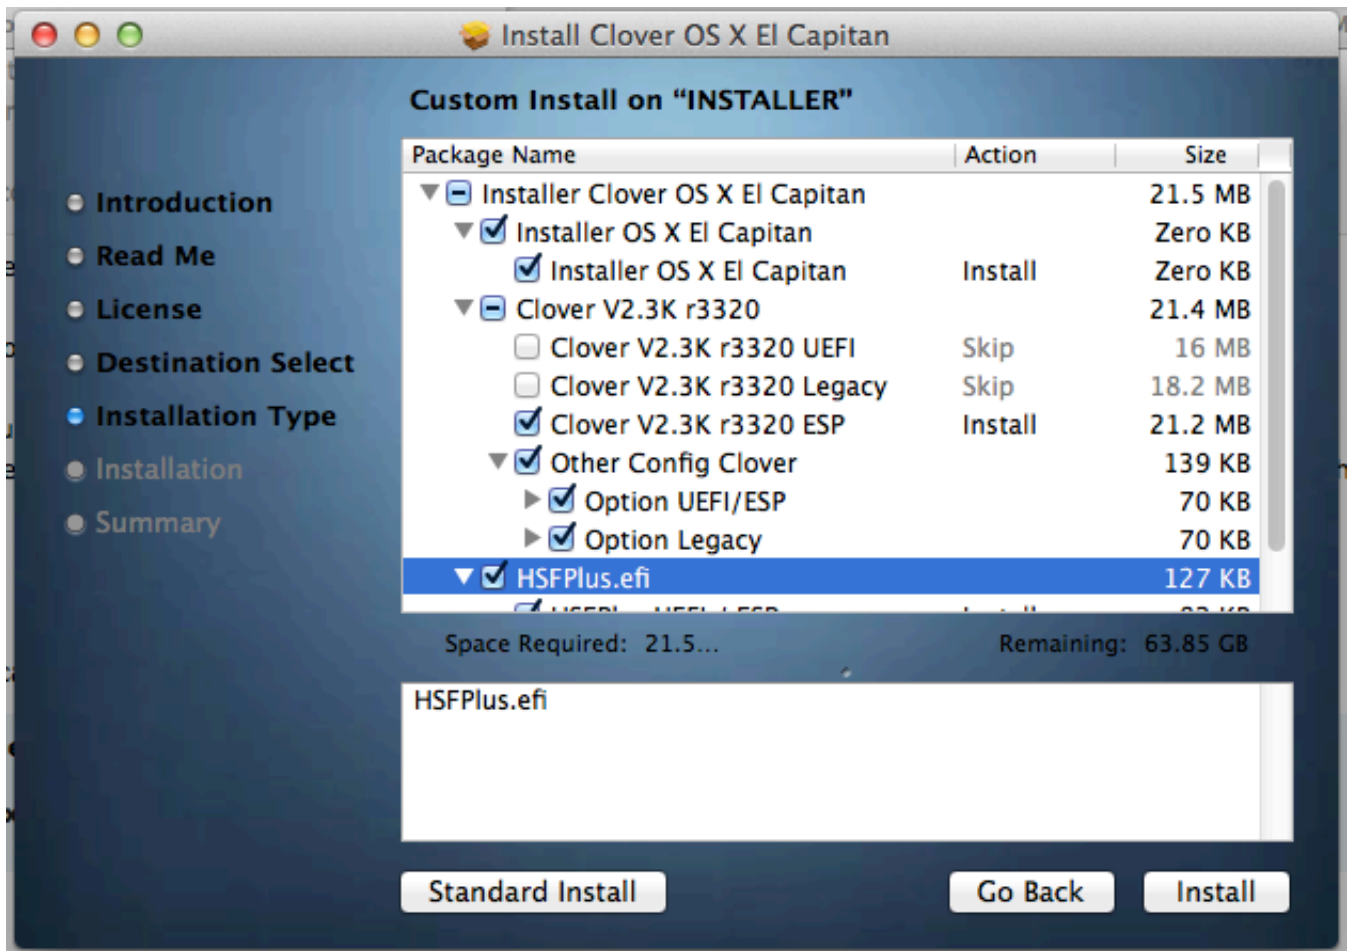 Install Clover OS X El Capitan
Custom Install on “INSTALLER”
Introduction
Read Me
License
Destination Select
Installation Type
Installation
Summary
Package Name Action Size
Installer Clover OS X El Capitan 21.5 MB
Installer OS X El Capitan Zero KB
Installer OS X El Capitan Install Zero KB
Clover V2.3K r3320 21.4 MB
Clover V2.3K r3320 UEFI Skip 16 MB
Clover V2.3K r3320 Legacy Skip 18.2 MB
Clover V2.3K r3320 ESP Install 21.2 MB
Other Config Clover 139 KB
Option UEFI/ESP 70 KB
Option Legacy 70 KB
HSFPlus.efi 127 KB
Space Required: 21.5... Remaining: 63.85 GB
HSFPlus.efi
Standard Install Go Back Install